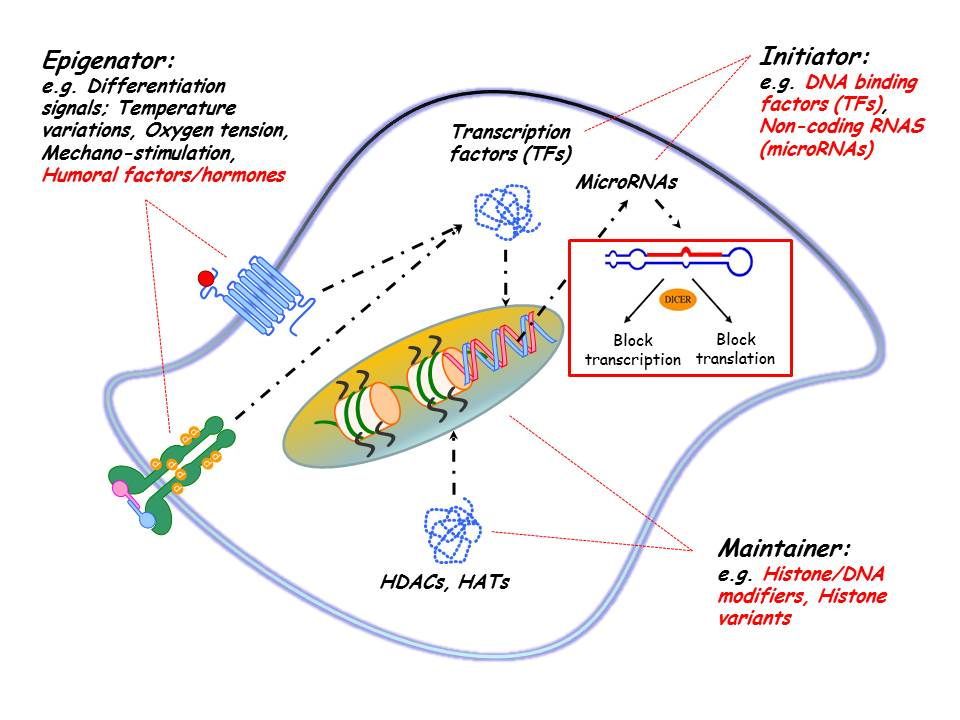 Epigenator:
e.g. Differentiation
signals; Temperature
variations, Oxygen tension,
Mechano-stimulation,
Humoral factors/hormones
Initiator:
e.g. DNA binding
factors (TFs),
Non-coding RNAS
(microRNAs)
Transcription
factors (TFs)
MicroRNAs
DICER
Block
transcription
Block
translation
HDACs, HATs
Maintainer:
e.g. Histone/DNA
modifiers, Histone
variants